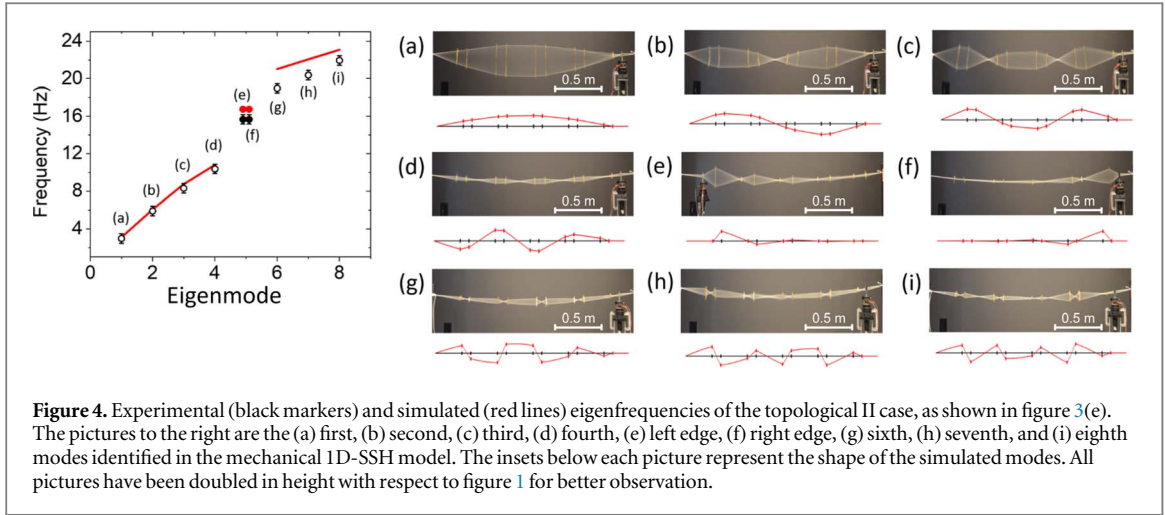 24
20
16
12
8
4
0
2
4
6
8
Frequency (Hz)
Eigenmode
(a)
(b)
(c)
(d)
(e)
(f)
(g)
(h)
(i)
(a)
0.5 m
(b)
0.5 m
(c)
0.5 m
(d)
0.5 m
(e)
0.5 m
(f)
0.5 m
(g)
0.5 m
(h)
0.5 m
(i)
0.5 m
Figure 4. Experimental (black markers) and simulated (red lines) eigenfrequencies of the topological II case, as shown in figure 3(e).
The pictures to the right are the (a) first, (b) second, (c) third, (d) fourth, (e) left edge, (f) right edge, (g) sixth, (h) seventh, and (i) eighth
modes identified in the mechanical 1D-SSH model. The insets below each picture represent the shape of the simulated modes. All
pictures have been doubled in height with respect to figure 1 for better observation.